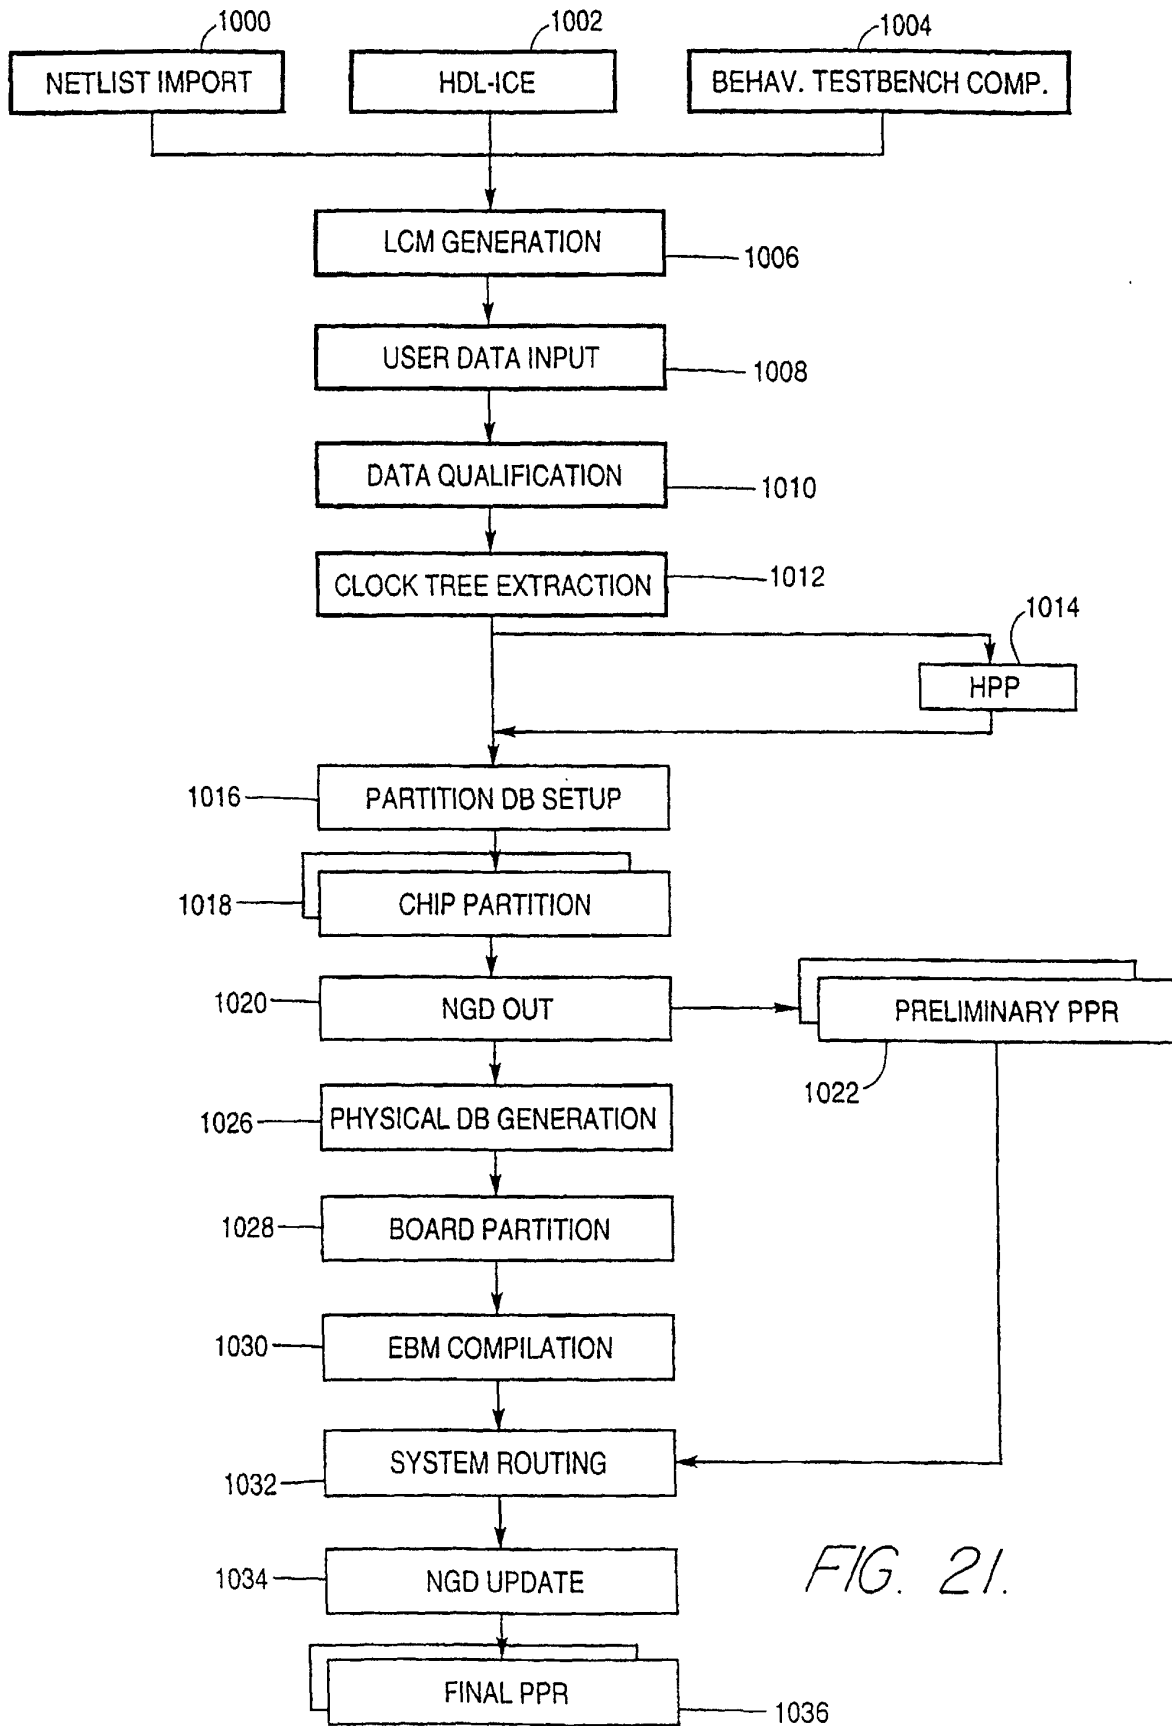 1000
1002
1004
NETLIST IMPORT
HDL-ICE
BEHAV. TESTBENCH COMP.
LCM GENERATION
1006
USER DATA INPUT
1008
DATA QUALIFICATION
1010
CLOCK TREE EXTRACTION
1012
1014
HPP
1016
PARTITION DB SETUP
1018
CHIP PARTITION
1020
NGD OUT
PRELIMINARY PPR
1022
1026
PHYSICAL DB GENERATION
1028
BOARD PARTITION
1030
EBM COMPILATION
SYSTEM ROUTING
1032
1034
NGD UPDATE
FIG. 21.
FINAL PPR
1036